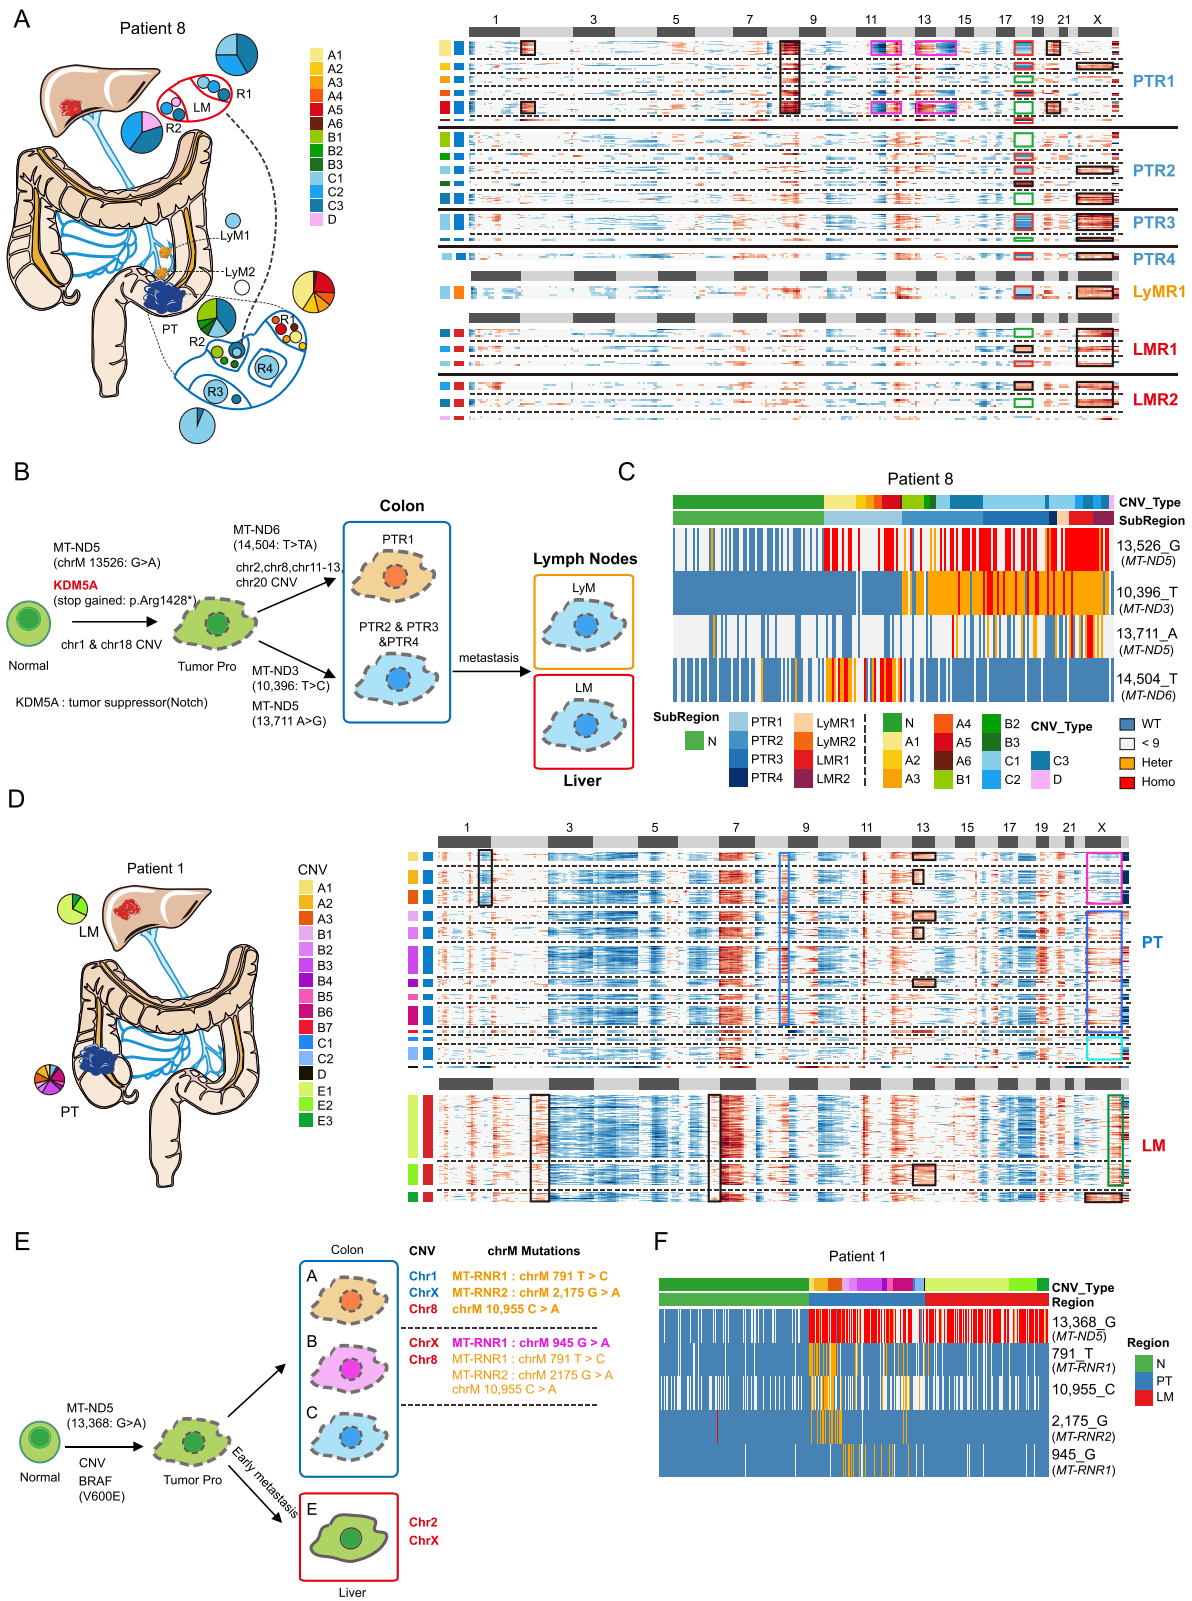 A
Patient 8
R1
LM
R2
LyM1
LyM2
PT
R1
R2
R4
R3
A1
A2
A3
A4
A5
A6
B1
B2
B3
C1
C2
C3
D
1 3 5 7 9 11 13 15 17 19 21 X
PTR1
PTR2
PTR3
PTR4
LyMR1
LMR1
LMR2
B
MT-ND5
(chrM 13526: G>A)
KDM5A
(stop gained: p.Arg1428*)
chr1 & chr18 CNV
Normal
Tumor Pro
KDM5A : tumor suppressor(Notch)
MT-ND6
(14,504: T>TA)
chr2,chr8,chr11-13,
chr20 CNV
MT-ND3
(10,396: T>C)
MT-ND5
(13,711 A>G)
Colon
PTR1
PTR2 & PTR3
&PTR4
metastasis
Lymph Nodes
LyM
LM
Liver
C
Patient 8
CNV_Type
SubRegion
13,526_G
(MT-ND5)
10,396_T
(MT-ND3)
13,711_A
(MT-ND5)
14,504_T
(MT-ND6)
SubRegion
N
PTR1
PTR2
PTR3
PTR4
LyMR1
LyMR2
LMR1
LMR2
N
A1
A2
A3
A4
A5
A6
B1
B2
B3
C1
C2
CNV_Type
C3
D
WT
< 9
Heter
Homo
D
Patient 1
LM
PT
CNV
A1
A2
A3
B1
B2
B3
B4
B5
B6
B7
C1
C2
D
E1
E2
E3
1 3 5 7 9 11 13 15 17 19 21 X
PT
LM
E
Normal
MT-ND5
(13,368: G>A)
CNV
BRAF
(V600E)
Tumor Pro
Early metastasis
Colon
A
B
C
E
Liver
CNV chrM Mutations
Chr1 MT-RNR1 : chrM 791 T > C
ChrX MT-RNR2 : chrM 2,175 G > A
Chr8 chrM 10,955 C > A
ChrX MT-RNR1 : chrM 945 G > A
Chr8 MT-RNR1 : chrM 791 T > C
MT-RNR2 : chrM 2175 G > A
chrM 10,955 C > A
Chr2
ChrX
F
Patient 1
CNV_Type
Region
13,368_G
(MT-ND5)
791_T
(MT-RNR1)
10,955_C
2,175_G
(MT-RNR2)
945_G
(MT-RNR1)
Region
N
PT
LM